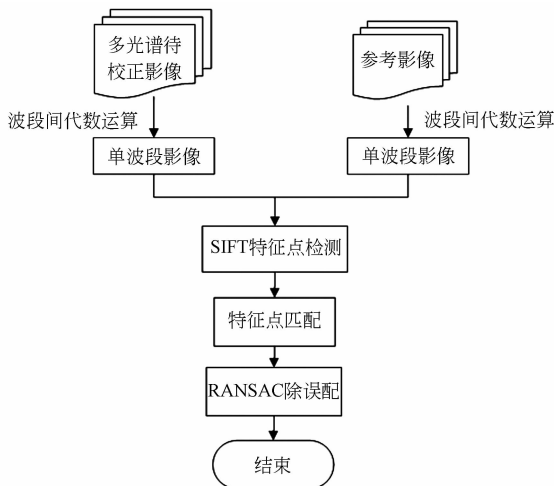 多光谱待
校正影像
参考影像
波段间代数运算
波段间代数运算
单波段影像
单波段影像
SIFT特征点检测
特征点匹配
RANSAC除误配
结束